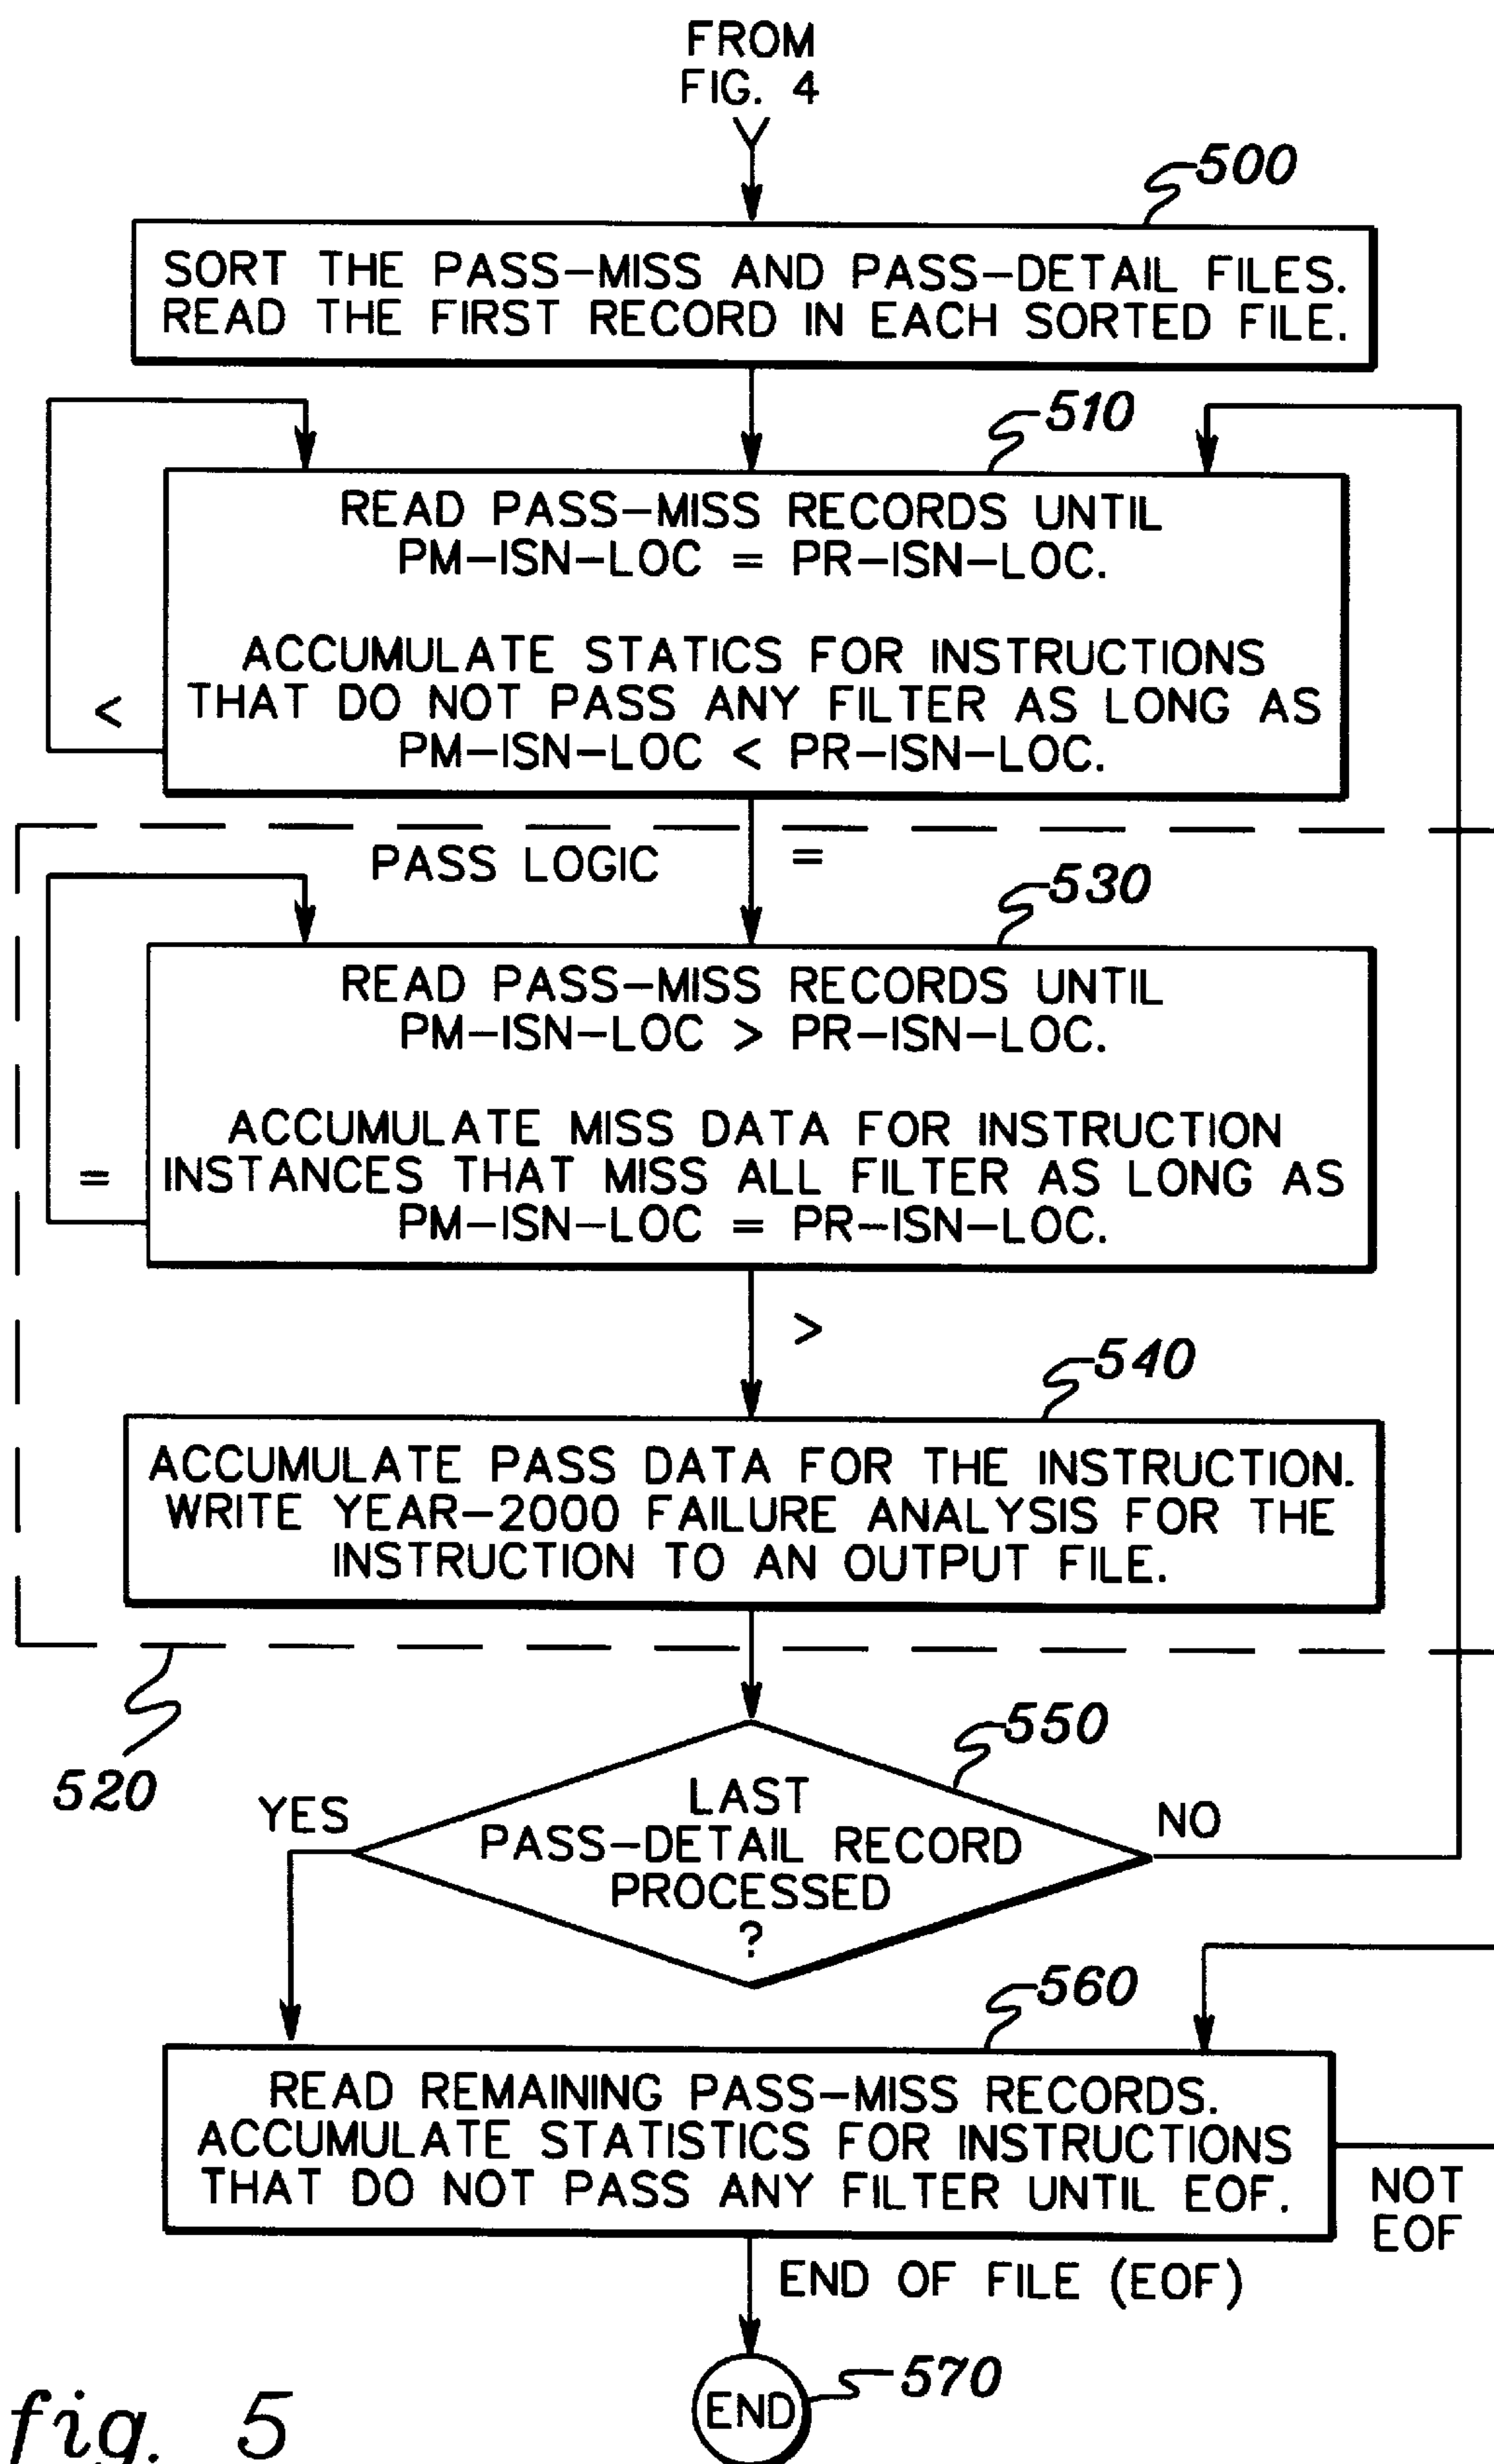 FROM
FIG. 4
500
SORT THE PASS-MISS AND PASS-DETAIL FILES.
READ THE FIRST RECORD IN EACH SORTED FILE.
510
READ PASS-MISS RECORDS UNTIL
PM-ISN-LOC = PR-ISN-LOC.
ACCUMULATE STATICS FOR INSTRUCTIONS
THAT DO NOT PASS ANY FILTER AS LONG AS
PM-ISN-LOC < PR-ISN-LOC.
<
PASS LOGIC
=
530
READ PASS-MISS RECORDS UNTIL
PM-ISN-LOC > PR-ISN-LOC.
ACCUMULATE MISS DATA FOR INSTRUCTION
INSTANCES THAT MISS ALL FILTER AS LONG AS
PM-ISN-LOC = PR-ISN-LOC.
=
>
540
ACCUMULATE PASS DATA FOR THE INSTRUCTION.
WRITE YEAR-2000 FAILURE ANALYSIS FOR THE
INSTRUCTION TO AN OUTPUT FILE.
520
550
YES
LAST
PASS-DETAIL RECORD
PROCESSED
?
NO
560
READ REMAINING PASS-MISS RECORDS.
ACCUMULATE STATISTICS FOR INSTRUCTIONS
THAT DO NOT PASS ANY FILTER UNTIL EOF.
NOT
EOF
END OF FILE (EOF)
END
570
fig. 5